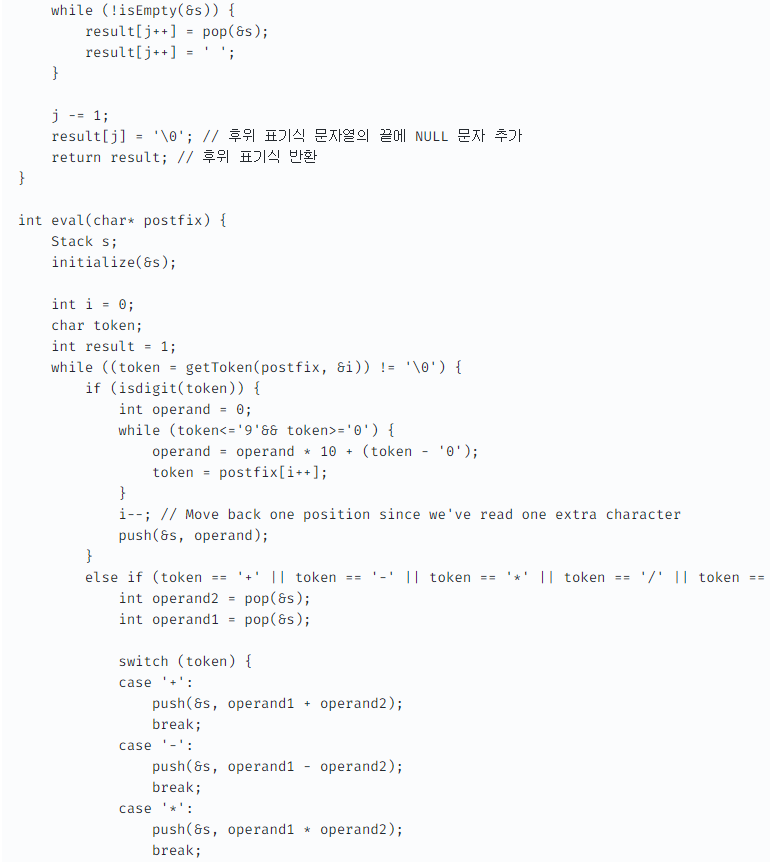 while (!isEmpty(&s)) {
result[j++] = pop(&s);
result[j++] = ' ';
}
j -= 1;
result[j] = '\0'; // 후위 표기식 문자열의 끝에 NULL 문자 추가
return result; // 후위 표기식 반환
}
int eval(char* postfix) {
Stack s;
initialize(&s);
int i = 0;
char token;
int result = 1;
while ((token = getToken(postfix, &i)) != '\0') {
if (isdigit(token)) {
int operand = 0;
while (token<='9'&& token>='0') {
operand = operand * 10 + (token - '0');
token = postfix[i++];
}
i--; // Move back one position since we've read one extra character
push(&s, operand);
}
else if (token == '+' || token == '-' || token == '*' || token == '/' || token ==
int operand2 = pop(&s);
int operand1 = pop(&s);
switch (token) {
case '+':
push(&s, operand1 + operand2);
break;
case '-':
push(&s, operand1 - operand2);
break;
case '*':
push(&s, operand1 * operand2);
break;